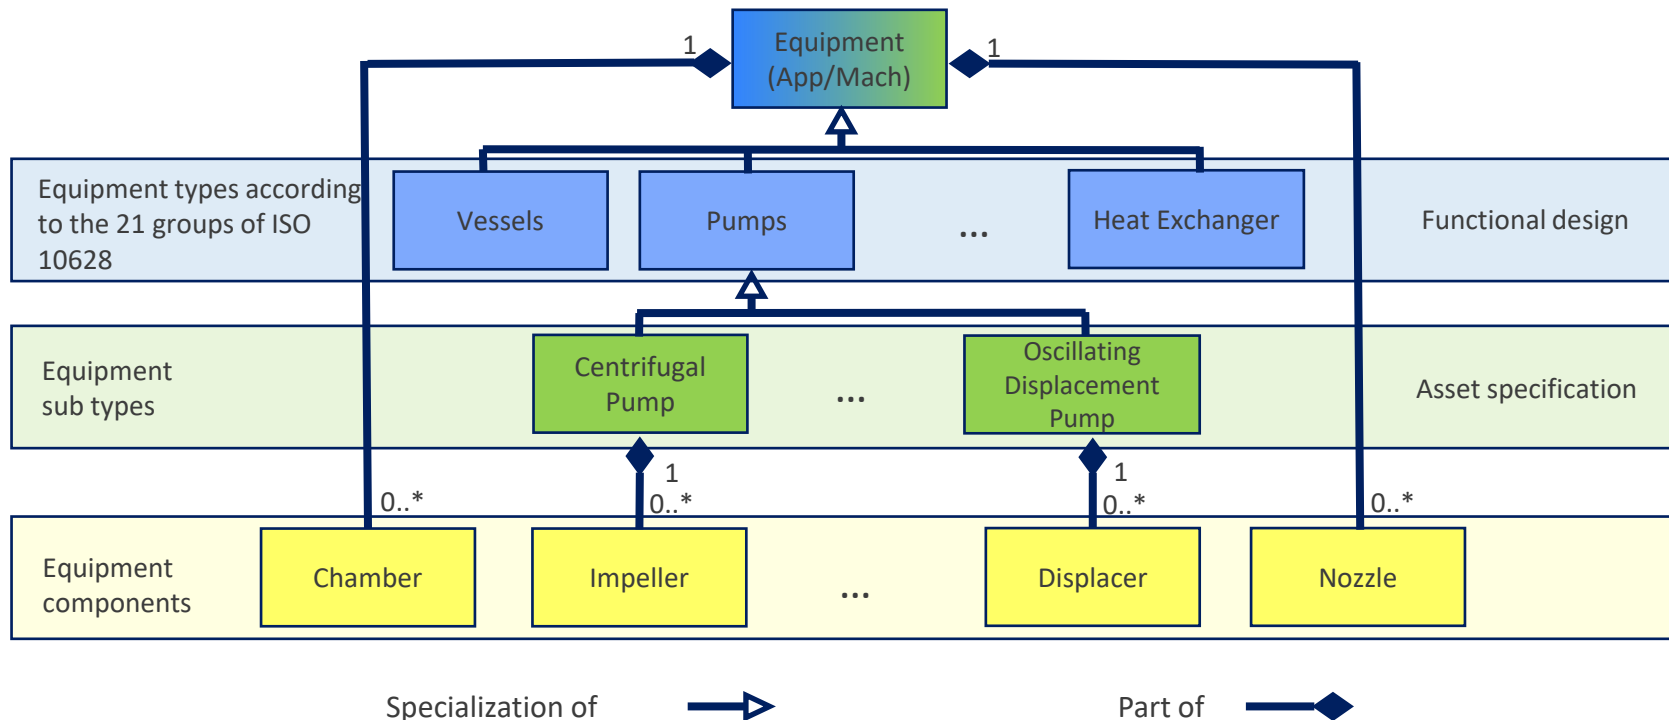 1
Equipment
(App/Mach)
1
Equipment types according
to the 21 groups of ISO
10628
Vessels
Pumps
...
Heat Exchanger
Functional design
Equipment
sub types
Centrifugal
Pump
...
Oscillating
Displacement
Pump
Asset specification
1
1
0..*
0..*
0..*
0..*
Equipment
components
Chamber
Impeller
...
Displacer
Nozzle
Specialization of
Part of